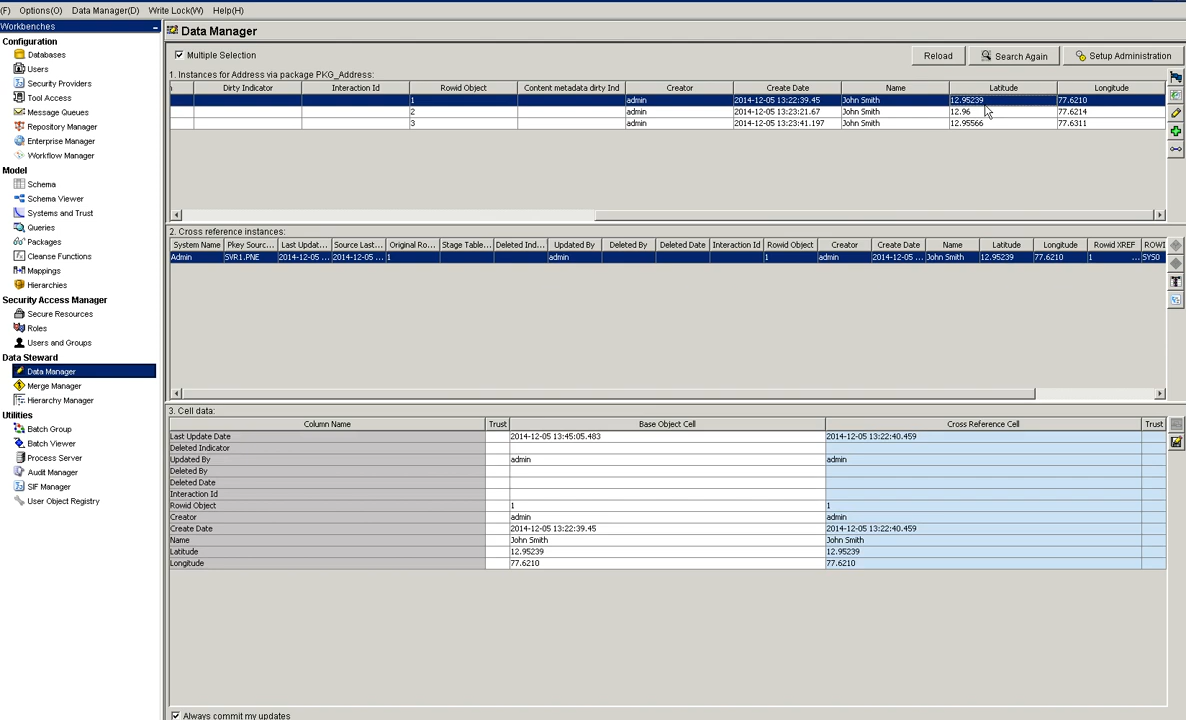 (F) Options(O) Data Manager(D) Write Lock(W) Help(H)
Workbenches
Configuration
Databases
Users
Security Providers
Tool Access
Message Queues
Repository Manager
Enterprise Manager
Workflow Manager
Model
Schema
Schema Viewer
Systems and Trust
Queries
Packages
Cleanse Functions
Mappings
Hierarchies
Security Access Manager
Secure Resources
Roles
Users and Groups
Data Steward
Data Manager
Merge Manager
Hierarchy Manager
Utilities
Batch Group
Batch Viewer
Process Server
Audit Manager
SIF Manager
User Object Registry
Data Manager
Multiple Selection Reload Search Again Setup Administration
1. Instances for Address via package PKG_Address:
Dirty Indicator Interaction Id Rowid Object Content metadata dirty Ind Creator Create Date Name Latitude Longitude
1 admin 2014-12-05 13:22:39.45 John Smith 12.95239 77.6210
2 admin 2014-12-05 13:23:21.67 John Smith 12.96 77.6214
3 admin 2014-12-05 13:23:41.197 John Smith 12.95566 77.6311
2. Cross reference instances:
System Name Pkey Sourc... Last Updat... Source Last... Original Ro... Stage Table... Deleted Ind... Updated By Deleted By Deleted Date Interaction Id Rowid Object Creator Create Date Name Latitude Longitude Rowid XREF ROWI
Admin SVR1.PNE 2014-12-05 ... 2014-12-05 ... 1 admin 1 admin 2014-12-05 ... John Smith 12.95239 77.6210 1 ... SYS0
3. Cell data:
Column Name Trust Base Object Cell Cross Reference Cell Trust
Last Update Date 2014-12-05 13:45:05.483 2014-12-05 13:22:40.459
Deleted Indicator
Updated By admin admin
Deleted By
Deleted Date
Interaction Id
Rowid Object 1 1
Creator admin admin
Create Date 2014-12-05 13:22:39.45 2014-12-05 13:22:40.459
Name John Smith John Smith
Latitude 12.95239 12.95239
Longitude 77.6210 77.6210
Always commit my updates